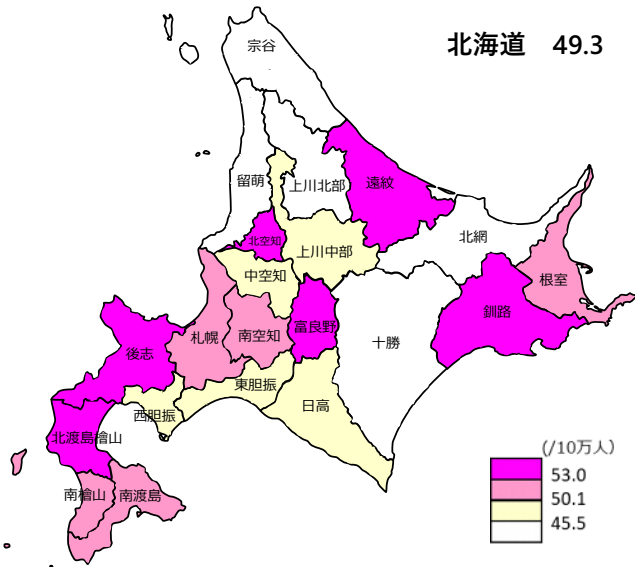 北海道　49.3
宗谷
留萌
上川北部
遠紋
北網
北空知
上川中部
中空知
根室
釧路
札幌
南空知
富良野
十勝
後志
東胆振
日高
西胆振
北渡島檜山
南檜山
南渡島
(/10万人)
53.0
50.1
45.5